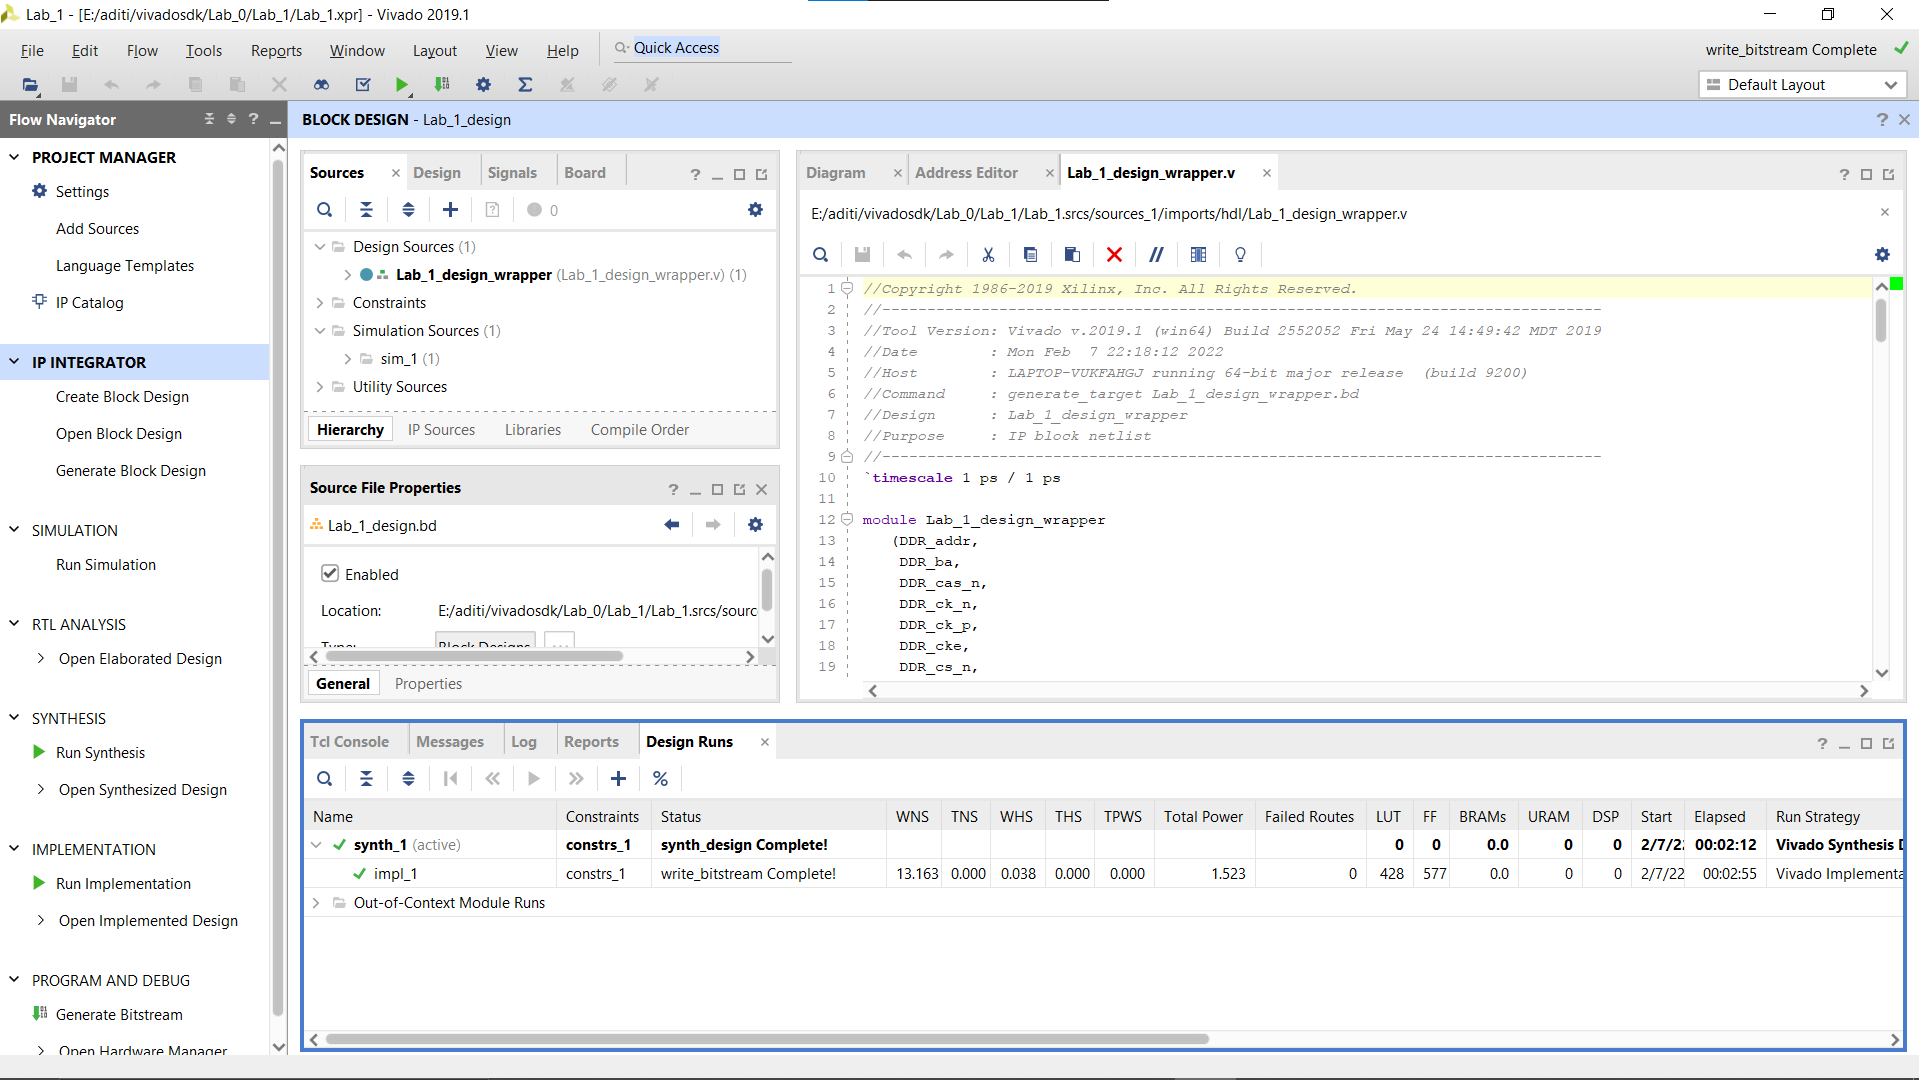 Lab_1 - [E:/aditi/vivadosdk/Lab_0/Lab_1/Lab_1.xpr] - Vivado 2019.1
File Edit Flow Tools Reports Window Layout View Help Quick Access
write_bitstream Complete
Default Layout
Flow Navigator
BLOCK DESIGN - Lab_1_design
PROJECT MANAGER
Settings
Add Sources
Language Templates
IP Catalog
IP INTEGRATOR
Create Block Design
Open Block Design
Generate Block Design
SIMULATION
Run Simulation
RTL ANALYSIS
Open Elaborated Design
SYNTHESIS
Run Synthesis
Open Synthesized Design
IMPLEMENTATION
Run Implementation
Open Implemented Design
PROGRAM AND DEBUG
Generate Bitstream
Open Hardware Manager
Sources Design Signals Board
0
Design Sources (1)
Lab_1_design_wrapper (Lab_1_design_wrapper.v) (1)
Constraints
Simulation Sources (1)
sim_1 (1)
Utility Sources
Hierarchy IP Sources Libraries Compile Order
Source File Properties
Lab_1_design.bd
Enabled
Location: E:/aditi/vivadosdk/Lab_0/Lab_1/Lab_1.srcs/sourc
Type: Block Designs
General Properties
Diagram Address Editor Lab_1_design_wrapper.v
E:/aditi/vivadosdk/Lab_0/Lab_1/Lab_1.srcs/sources_1/imports/hdl/Lab_1_design_wrapper.v
1 //Copyright 1986-2019 Xilinx, Inc. All Rights Reserved.
2 //--------------------------------------------------------------------------------
3 //Tool Version: Vivado v.2019.1 (win64) Build 2552052 Fri May 24 14:49:42 MDT 2019
4 //Date        : Mon Feb  7 22:18:12 2022
5 //Host        : LAPTOP-VUKFAHGJ running 64-bit major release  (build 9200)
6 //Command     : generate_target Lab_1_design_wrapper.bd
7 //Design      : Lab_1_design_wrapper
8 //Purpose     : IP block netlist
9 //--------------------------------------------------------------------------------
10 `timescale 1 ps / 1 ps
11
12 module Lab_1_design_wrapper
13 (DDR_addr,
14 DDR_ba,
15 DDR_cas_n,
16 DDR_ck_n,
17 DDR_ck_p,
18 DDR_cke,
19 DDR_cs_n,
Tcl Console Messages Log Reports Design Runs
Name Constraints Status WNS TNS WHS THS TPWS Total Power Failed Routes LUT FF BRAMs URAM DSP Start Elapsed Run Strategy
synth_1 (active) constrs_1 synth_design Complete! 0 0 0.0 0 0 2/7/22 00:02:12 Vivado Synthesis D
impl_1 constrs_1 write_bitstream Complete! 13.163 0.000 0.038 0.000 0.000 1.523 0 428 577 0.0 0 0 2/7/22 00:02:55 Vivado Implementa
Out-of-Context Module Runs